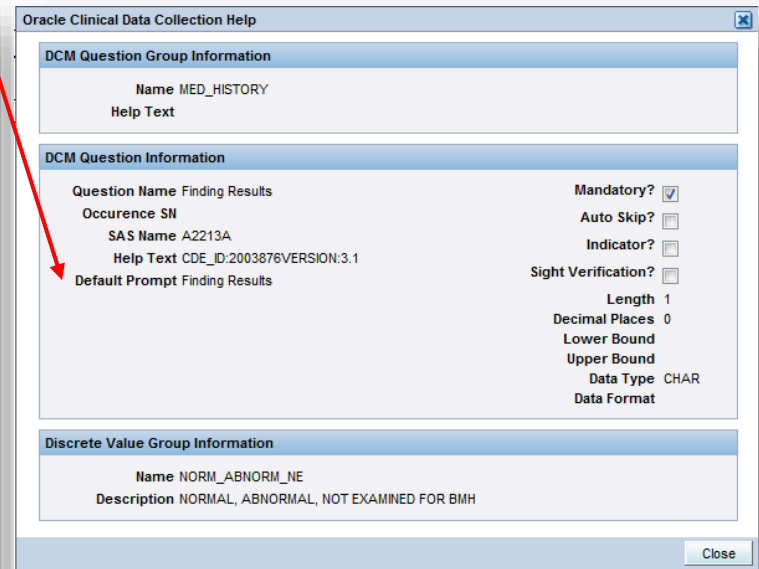 Oracle Clinical Data Collection Help
DCM Question Group Information
Name MED_HISTORY
Help Text
DCM Question Information
Question Name Finding Results
Occurence SN
SAS Name A2213A
Help Text CDE_ID:2003876VERSION:3.1
Default Prompt Finding Results
Mandatory?
Auto Skip?
Indicator?
Sight Verification?
Length 1
Decimal Places 0
Lower Bound
Upper Bound
Data Type CHAR
Data Format
Discrete Value Group Information
Name NORM_ABNORM_NE
Description NORMAL, ABNORMAL, NOT EXAMINED FOR BMH
Close